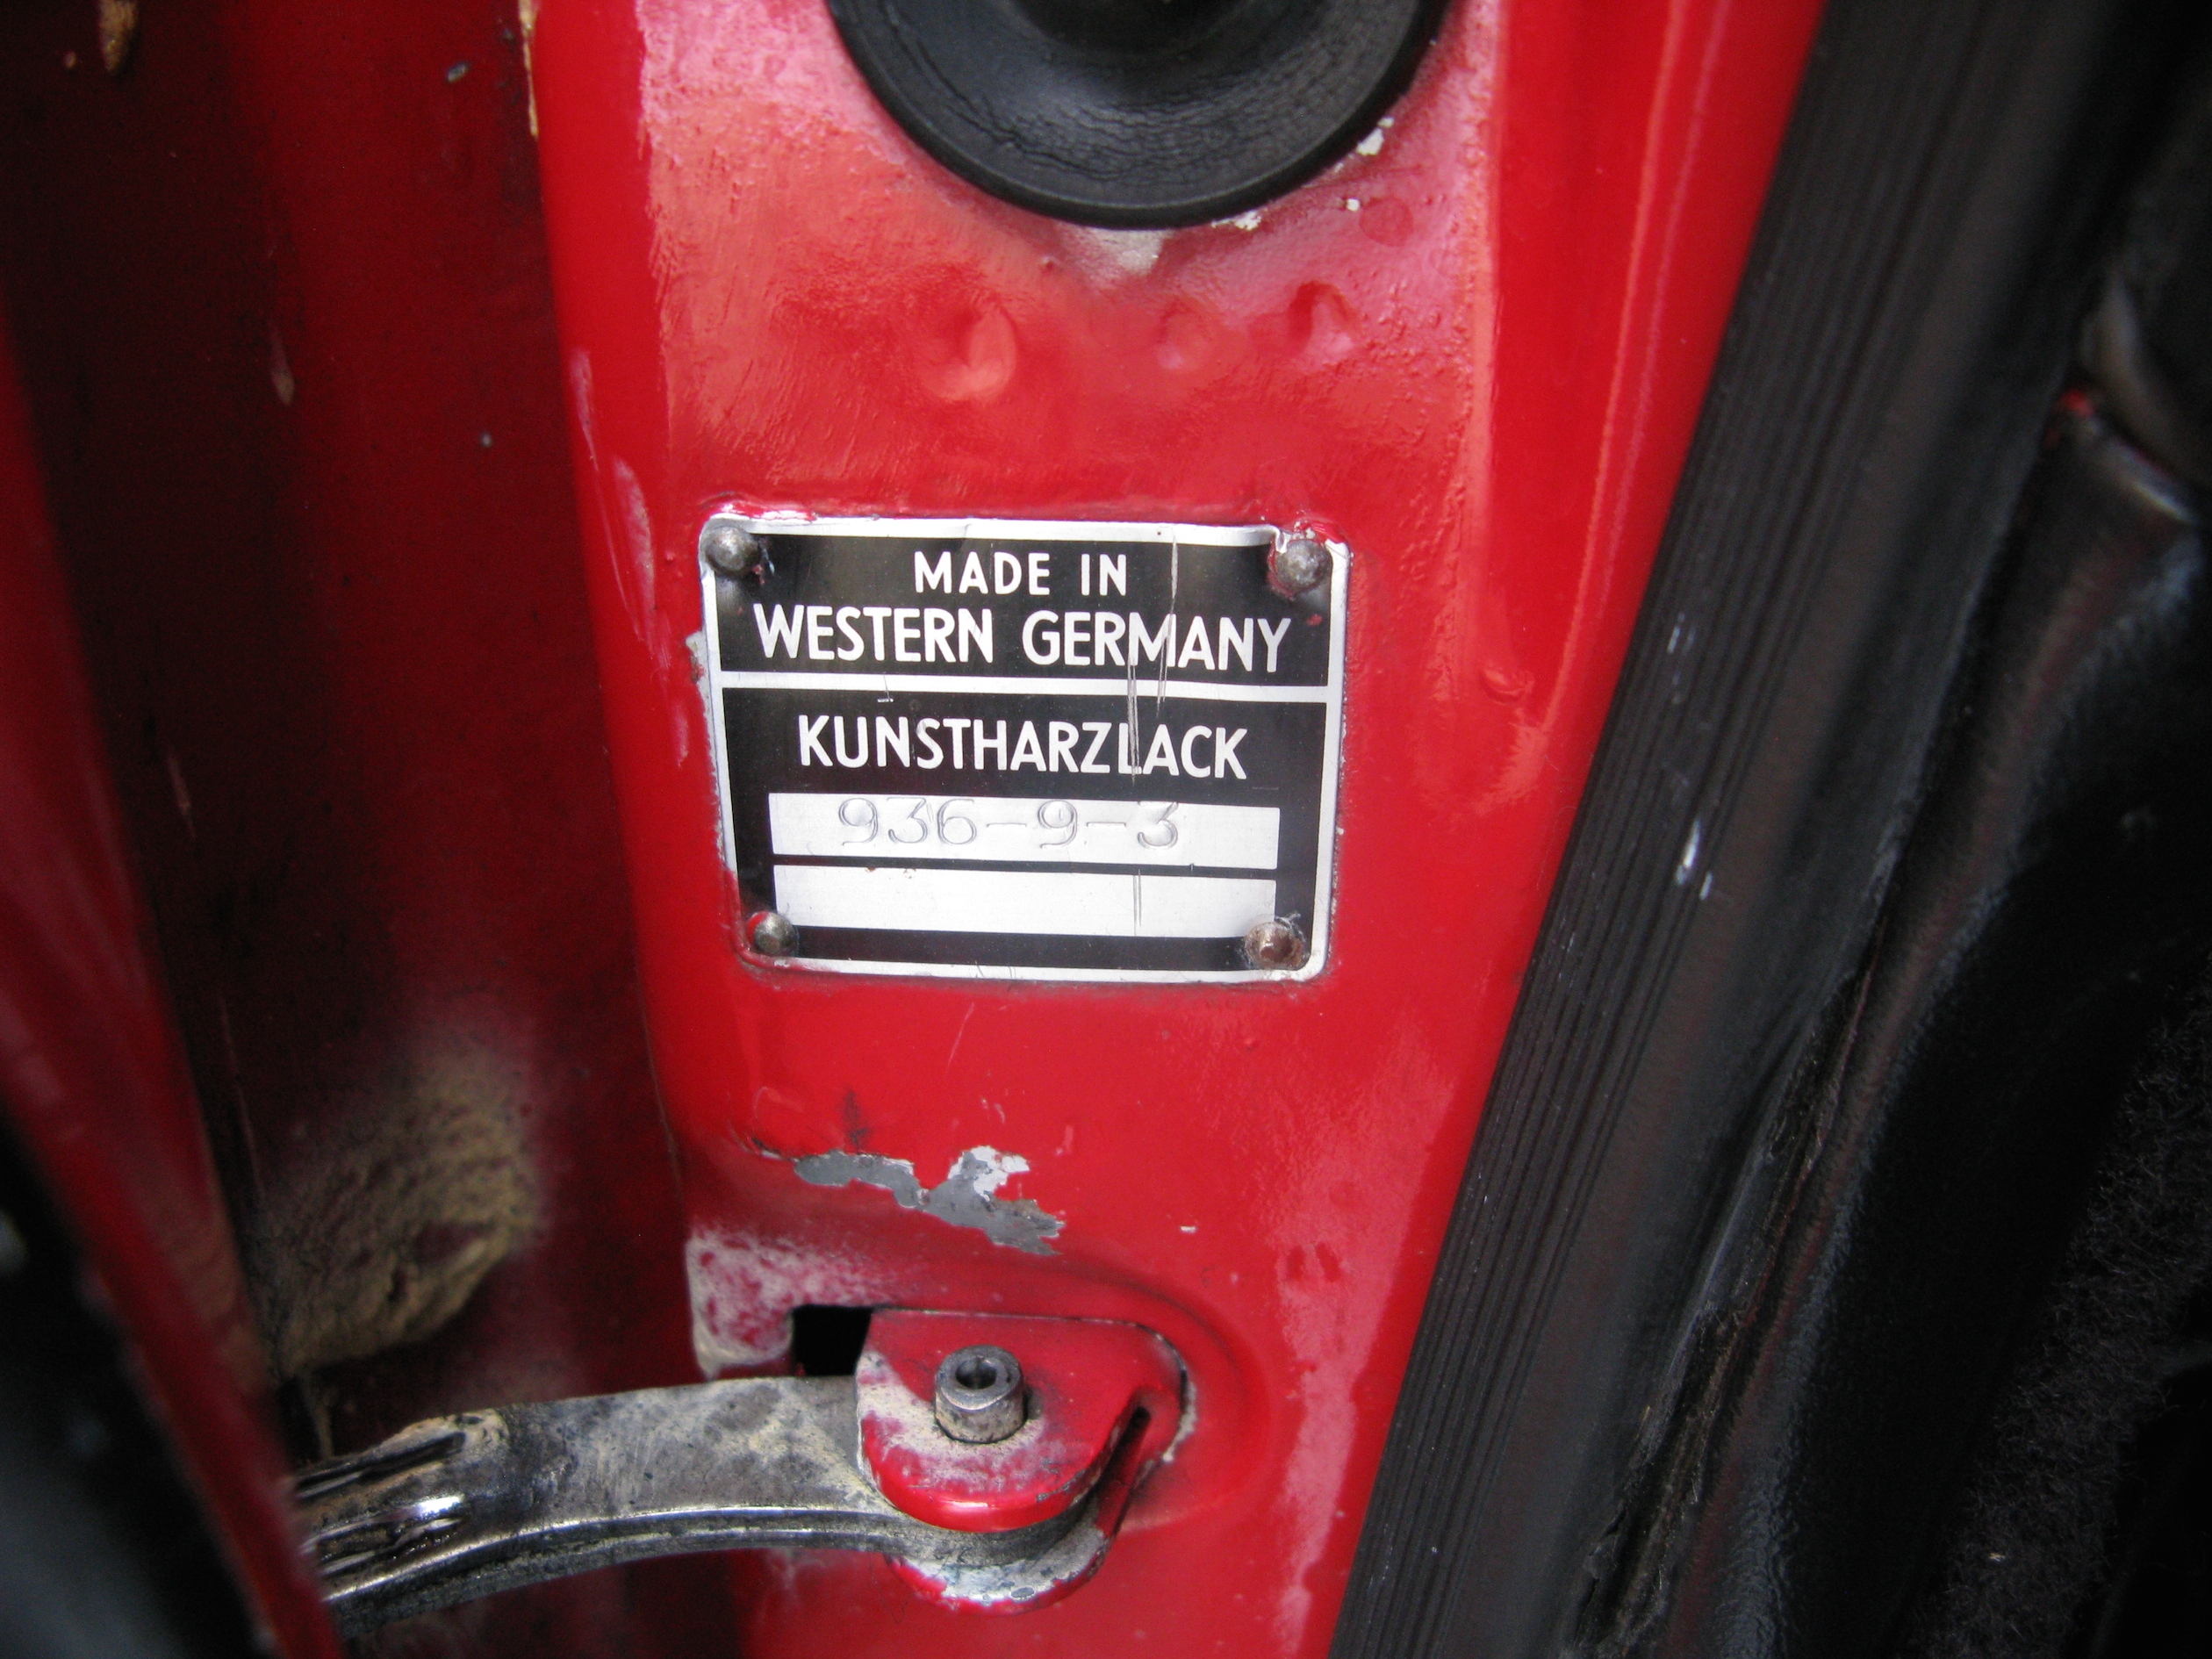 MADE IN
WESTERN GERMANY
KUNSTHARZLACK
936-9-3